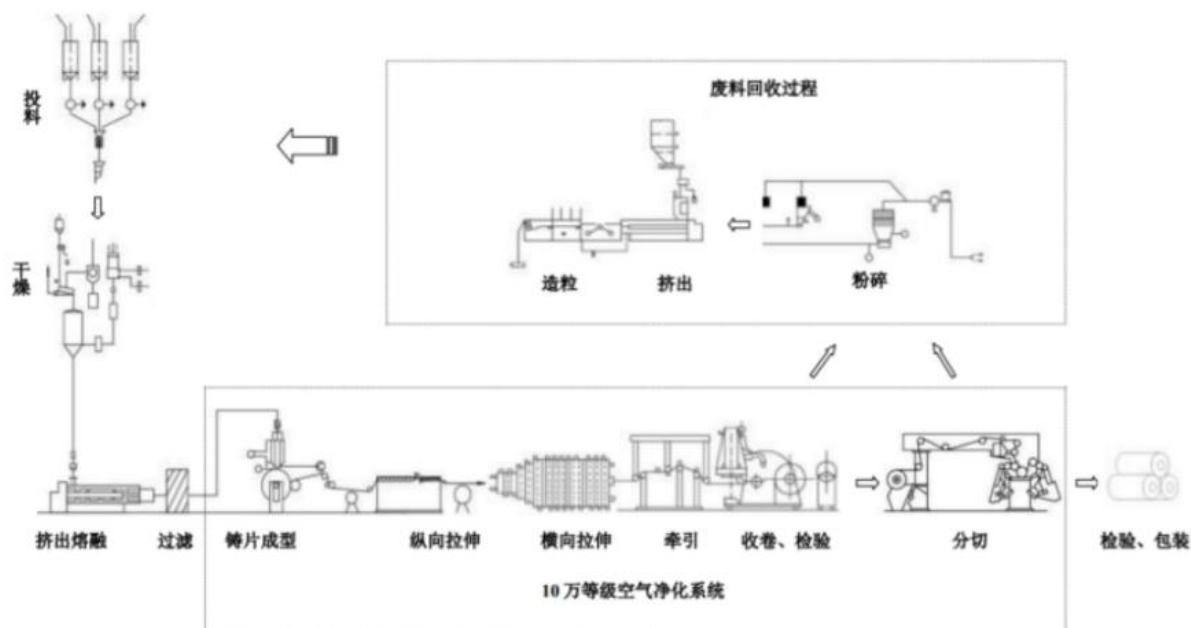 投料
废料回收过程
干燥
造粒
挤出
粉碎
挤出熔融
过滤
铸片成型
纵向拉伸
横向拉伸
牵引
收卷、检验
分切
检验、包装
10万等级空气净化系统